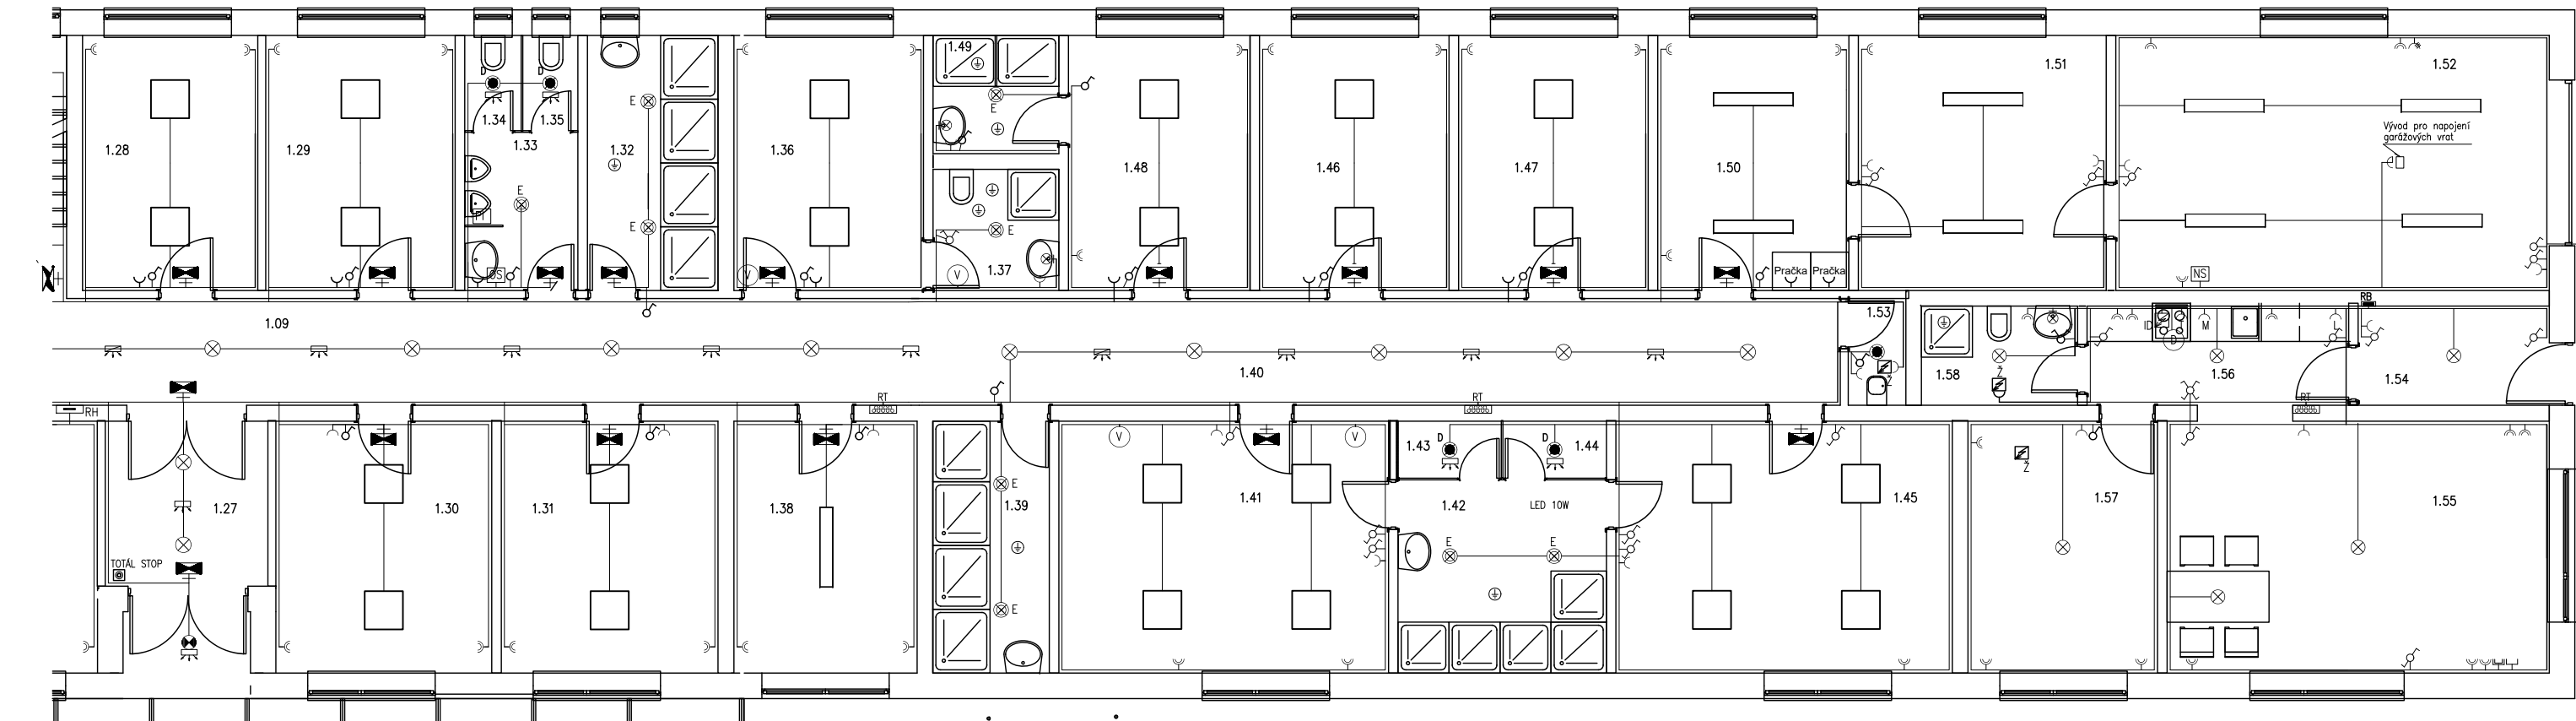 1.49
1.51
1.52
D
D
E
E
1.34
1.35
Vývod pro napojení
garážových vrat
1.28
1.29
1.33
1.32
1.36
1.48
1.46
1.47
1.50
E
E
E
1.37
OS
V
V
Pračka
Pračka
NS
RB
1.09
1.53
ID
M
L
D
1.40
Ž
1.58
Ž
1.56
1.54
RH
RT
RT
RT
V
V
1.43
D
D
1.44
Ž
E
1.27
1.30
1.31
1.38
1.39
1.41
1.42
LED 10W
1.45
1.57
1.55
E
E
TOTÁL STOP
E